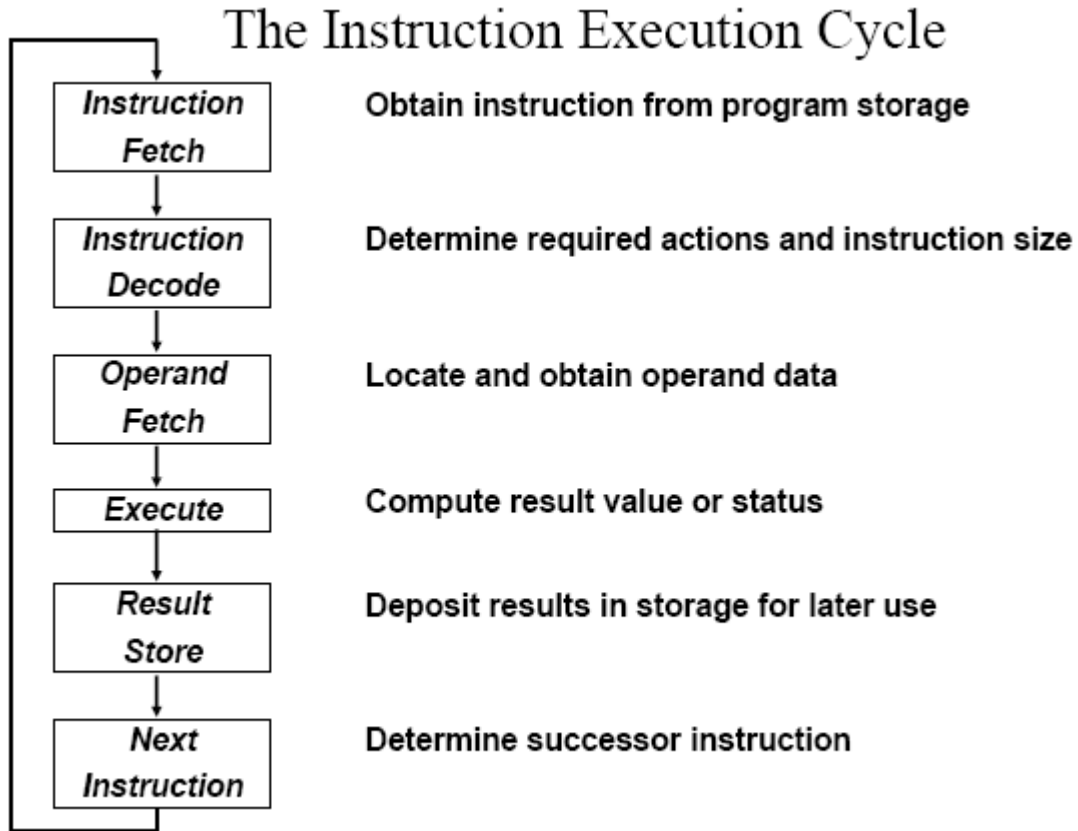 The Instruction Execution Cycle
Instruction
Fetch
Obtain instruction from program storage
Instruction
Decode
Determine required actions and instruction size
Operand
Fetch
Locate and obtain operand data
Execute
Compute result value or status
Result
Store
Deposit results in storage for later use
Next
Instruction
Determine successor instruction